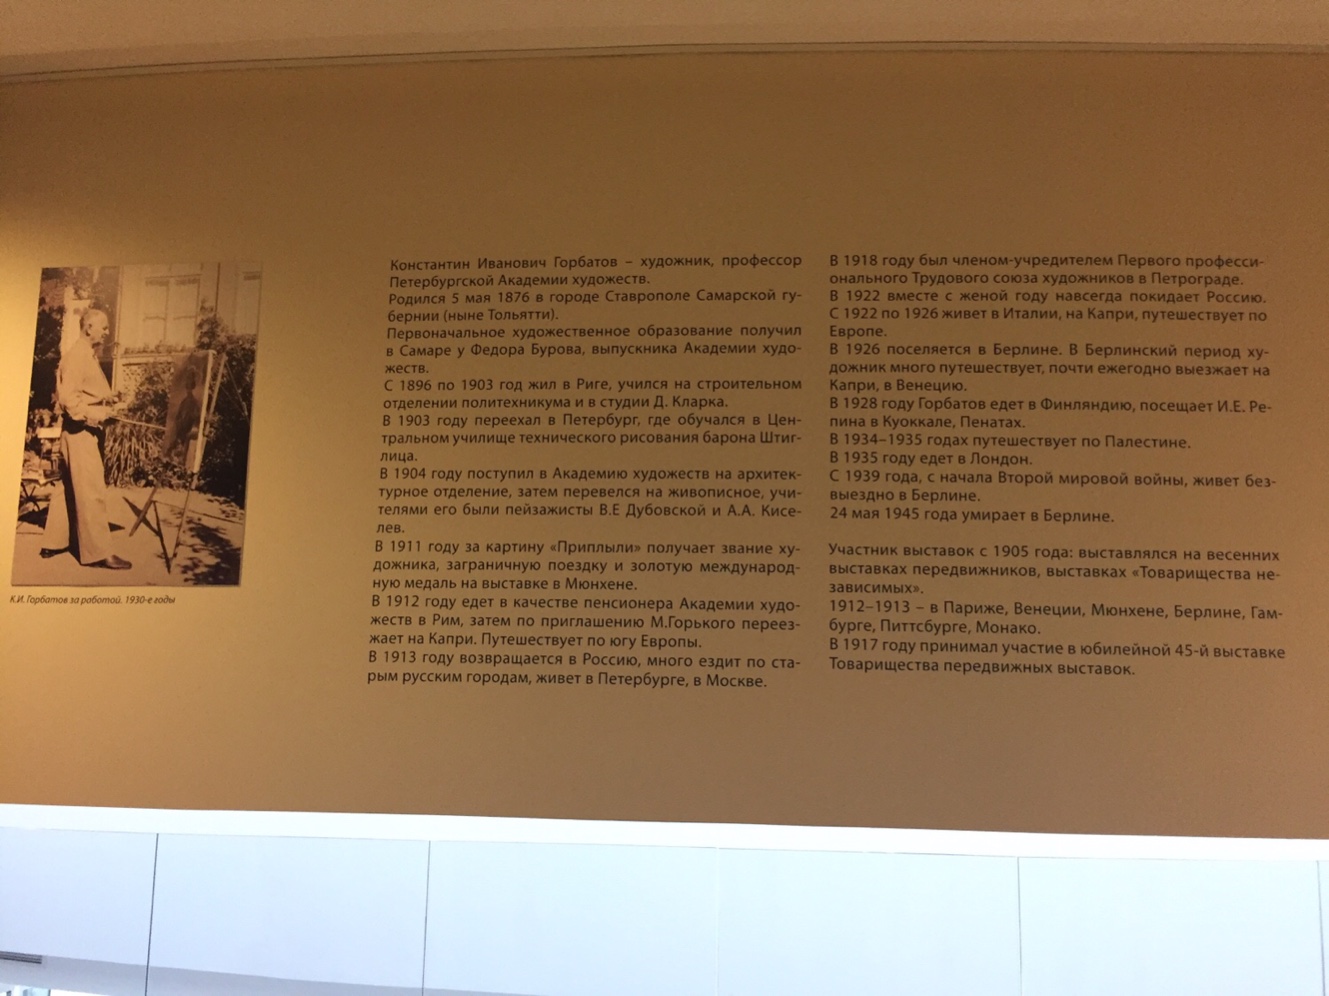 Константин Иванович Горбатов – художник, профессор
Петербургской Академии художеств.
Родился 5 мая 1876 в городе Ставрополе Самарской гу-
бернии (ныне Тольятти).
Первоначальное художественное образование получил
в Самаре у Федора Бурова, выпускника Академии худо-
жеств.
С 1896 по 1903 год жил в Риге, учился на строительном
отделении политехникума и в студии Д. Кларка.
В 1903 году переехал в Петербург, где обучался в Цен-
тральном училище технического рисования барона Штиг-
лица.
В 1904 году поступил в Академию художеств на архитек-
турное отделение, затем перевелся на живописное, учи-
телями его были пейзажисты В.Е Дубовской и А.А. Кисе-
лев.
В 1911 году за картину «Приплыли» получает звание ху-
дожника, заграничную поездку и золотую международ-
ную медаль на выставке в Мюнхене.
В 1912 году едет в качестве пенсионера Академии худо-
жеств в Рим, затем по приглашению М.Горького переез-
жает на Капри. Путешествует по югу Европы.
В 1913 году возвращается в Россию, много ездит по ста-
рым русским городам, живет в Петербурге, в Москве.
В 1918 году был членом-учредителем Первого професси-
онального Трудового союза художников в Петрограде.
В 1922 вместе с женой году навсегда покидает Россию.
С 1922 по 1926 живет в Италии, на Капри, путешествует по
Европе.
В 1926 поселяется в Берлине. В Берлинский период ху-
дожник много путешествует, почти ежегодно выезжает на
Капри, в Венецию.
В 1928 году Горбатов едет в Финляндию, посещает И.Е. Ре-
пина в Куоккале, Пенатах.
В 1934–1935 годах путешествует по Палестине.
В 1935 году едет в Лондон.
С 1939 года, с начала Второй мировой войны, живет без-
выездно в Берлине.
24 мая 1945 года умирает в Берлине.
Участник выставок с 1905 года: выставлялся на весенних
выставках передвижников, выставках «Товарищества не-
зависимых».
1912–1913 – в Париже, Венеции, Мюнхене, Берлине, Гам-
бурге, Питтсбурге, Монако.
В 1917 году принимал участие в юбилейной 45-й выставке
Товарищества передвижных выставок.
К.И. Горбатов за работой. 1930-е годы